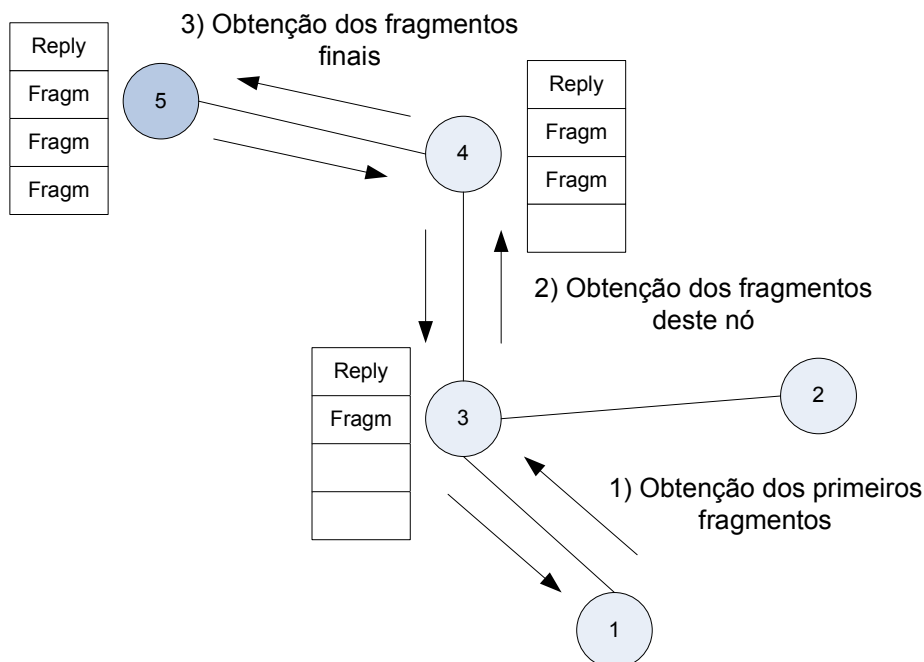 3) Obtenção dos fragmentos
finais
Reply
Fragm
Fragm
Fragm
5
4
Reply
Fragm
Fragm
2) Obtenção dos fragmentos
deste nó
Reply
Fragm
3
2
1) Obtenção dos primeiros
fragmentos
1